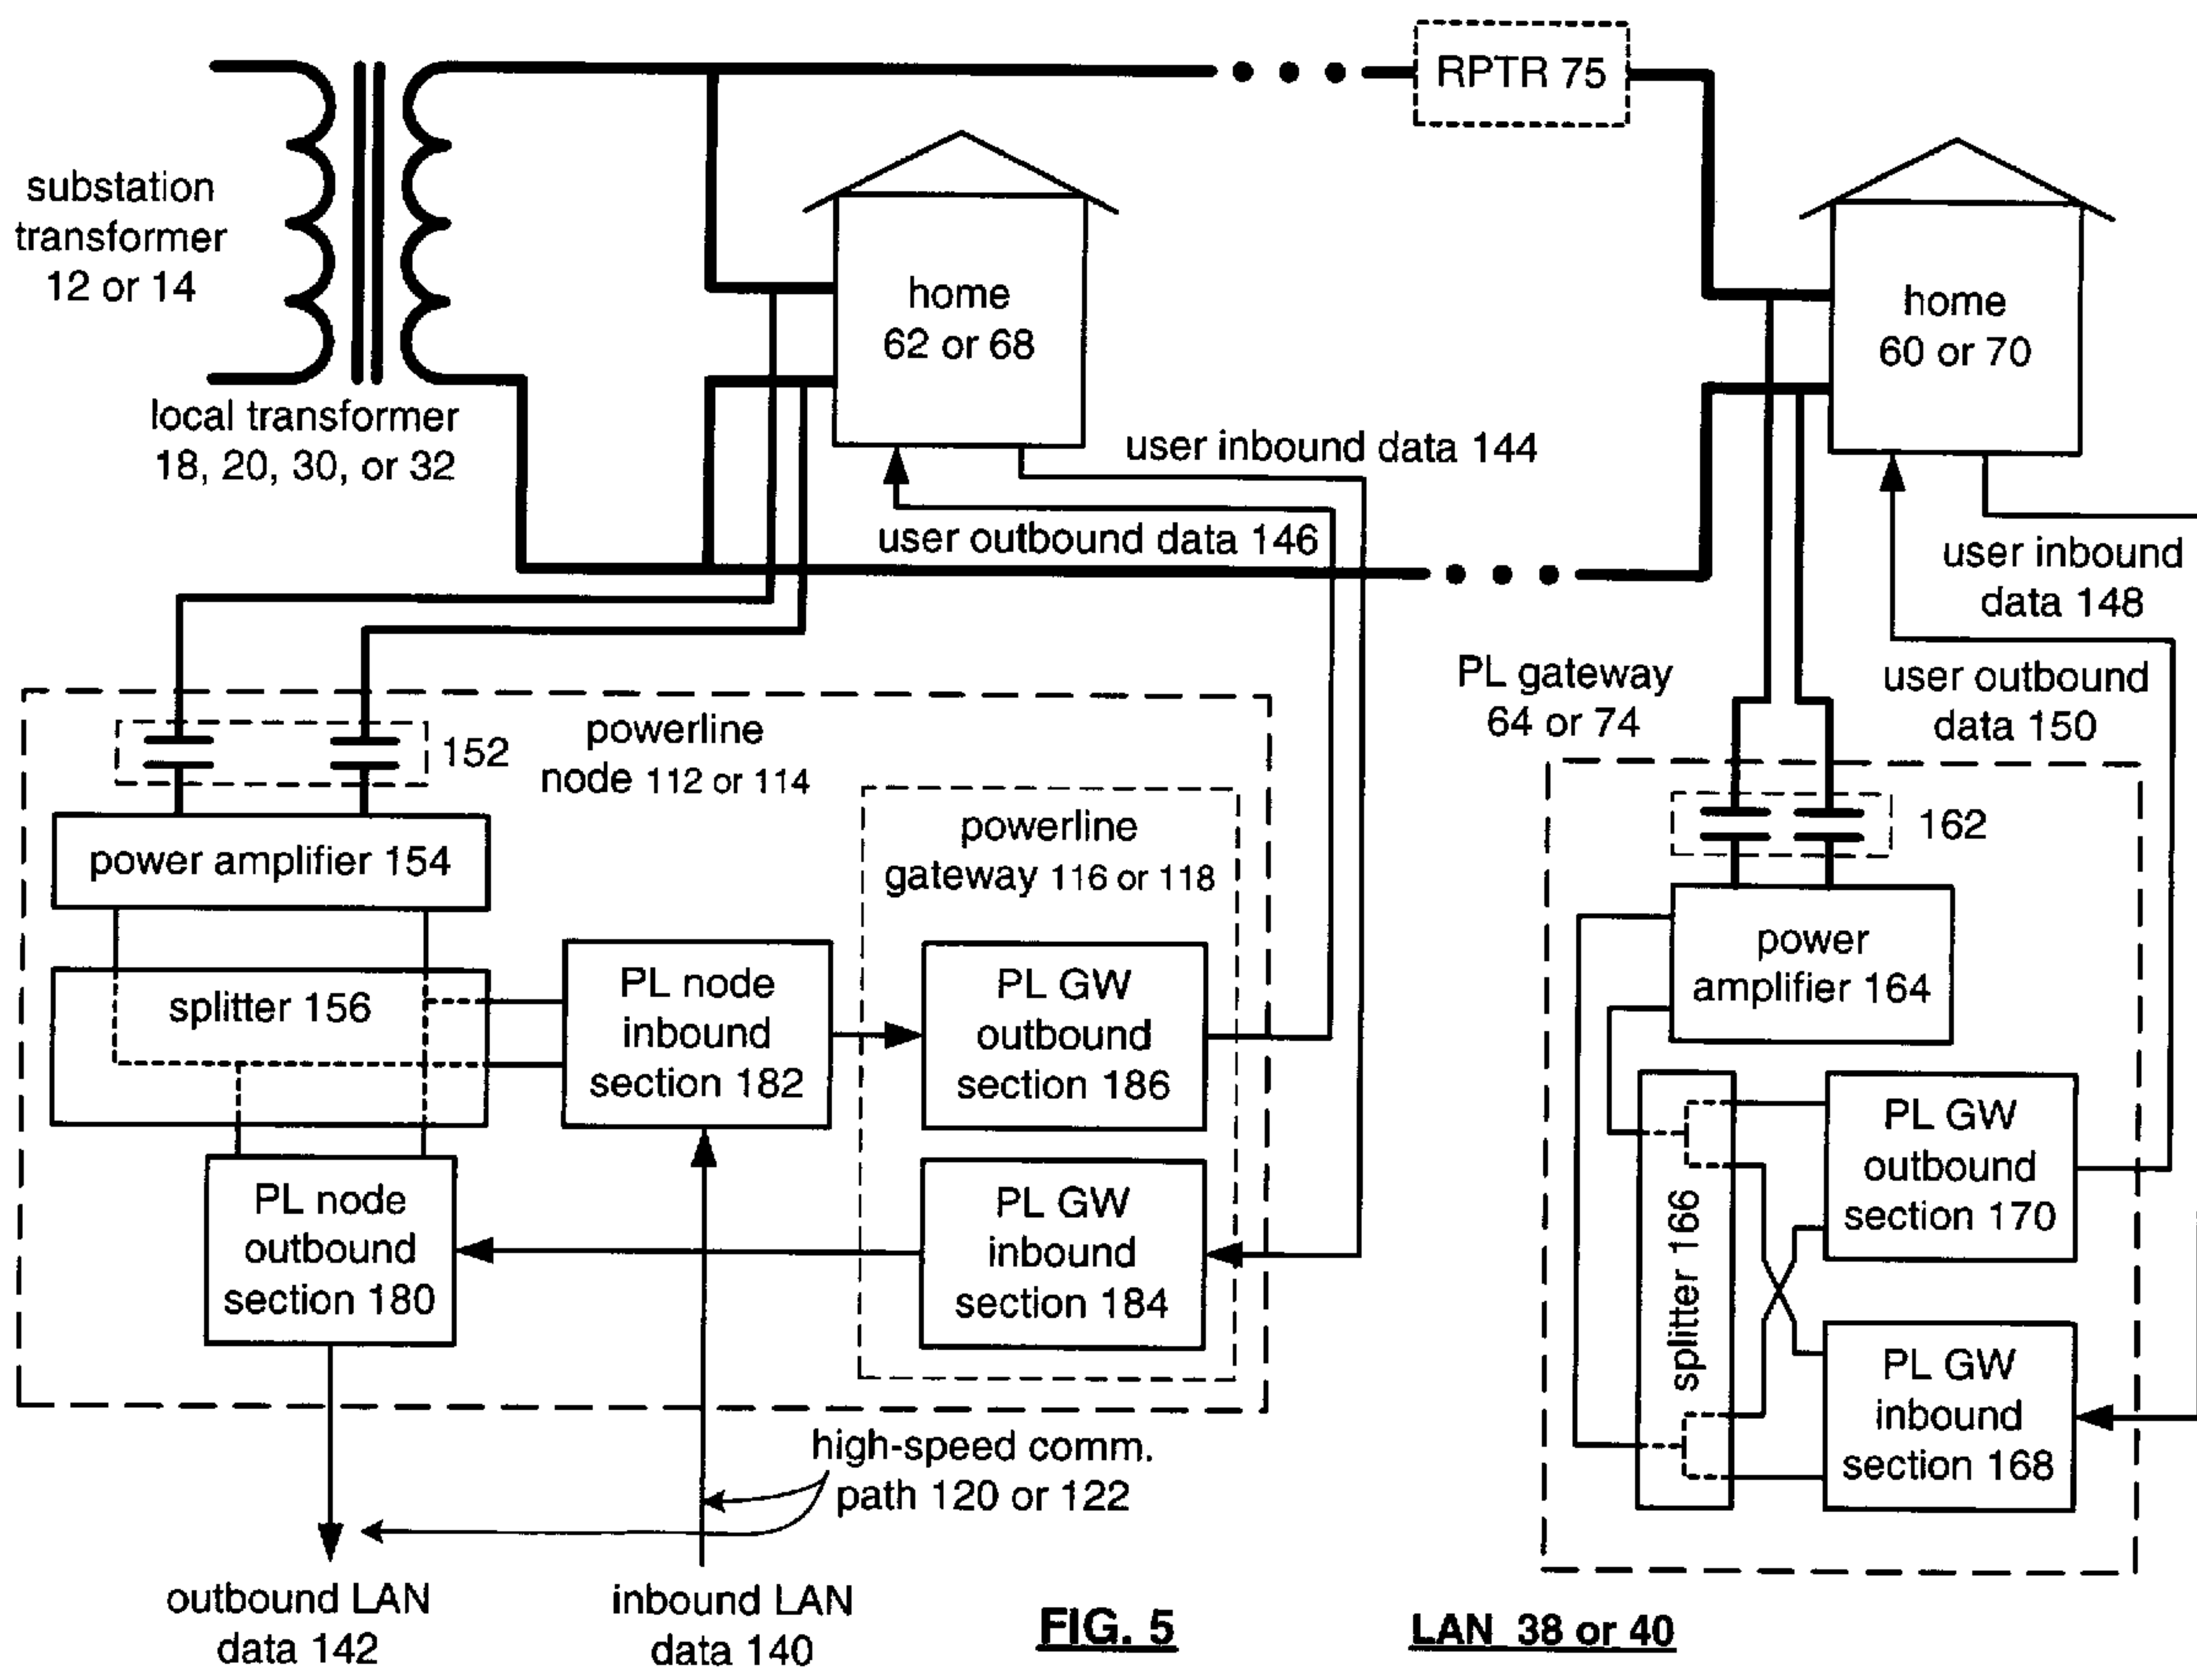 RPTR 75
substation
transformer
12 or 14
home
62 or 68
home
60 or 70
local transformer
18, 20, 30, or 32
user inbound data 144
user outbound data 146
user inbound
data 148
PL gateway
64 or 74
user outbound
data 150
152
powerline
node 112 or 114
162
power amplifier 154
powerline
gateway 116 or 118
power
amplifier 164
splitter 156
PL node
inbound
section 182
PL GW
outbound
section 186
PL GW
outbound
section 170
splitter 166
PL node
outbound
section 180
PL GW
inbound
section 184
PL GW
inbound
section 168
high-speed comm.
path 120 or 122
outbound LAN
data 142
inbound LAN
data 140
FIG. 5
LAN 38 or 40